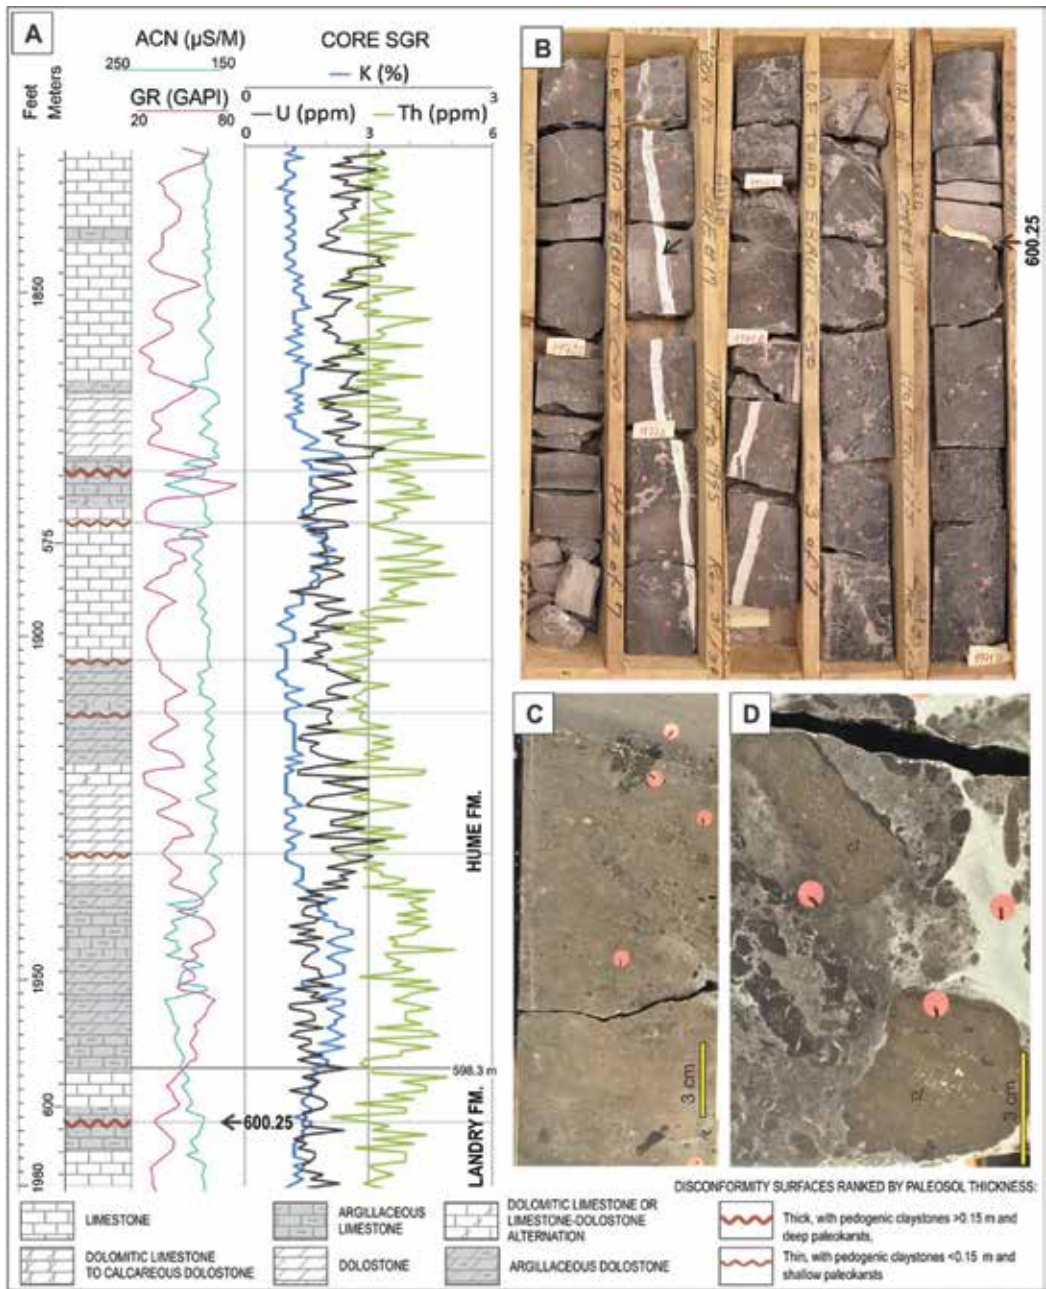 A
ACN (µS/M)
250
150
GR (GAPI)
20
80
CORE SGR
K (%)
0
3
U (ppm)
Th (ppm)
0
3
6
Feet
Meters
1850
575
1900
1950
600
1980
598.3 m
600.25
HUME FM.
LANDRY FM.
B
600.25
C
3 cm
D
3 cm
LIMESTONE
ARGILLACEOUS
LIMESTONE
DOLOMITIC LIMESTONE OR
LIMESTONE-DOLOSTONE
ALTERNATION
DOLOMITIC LIMESTONE
TO CALCAREOUS DOLOSTONE
DOLOSTONE
ARGILLACEOUS DOLOSTONE
DISCONFORMITY SURFACES RANKED BY PALEOSOL THICKNESS:
Thick, with pedogenic claystones >0.15 m and
deep paleokarsts,
Thin, with pedogenic claystones <0.15 m and
shallow paleokarsts